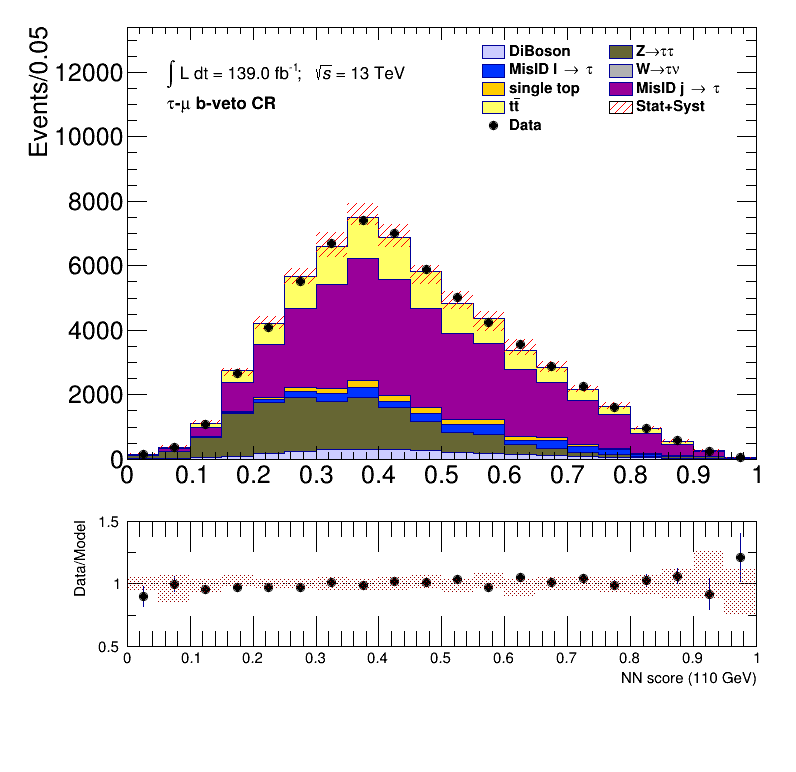 Events/0.05
12000
10000
8000
6000
4000
2000
0
∫ L dt = 139.0 fb⁻¹; √s = 13 TeV
τ-μ b-veto CR
DiBoson
MisID l → τ
single top
tt̄
Data
Z→ττ
W→τν
MisID j → τ
Stat+Syst
0 0.1 0.2 0.3 0.4 0.5 0.6 0.7 0.8 0.9 1
Data/Model
1.5
1
0.5
0 0.1 0.2 0.3 0.4 0.5 0.6 0.7 0.8 0.9 1
NN score (110 GeV)